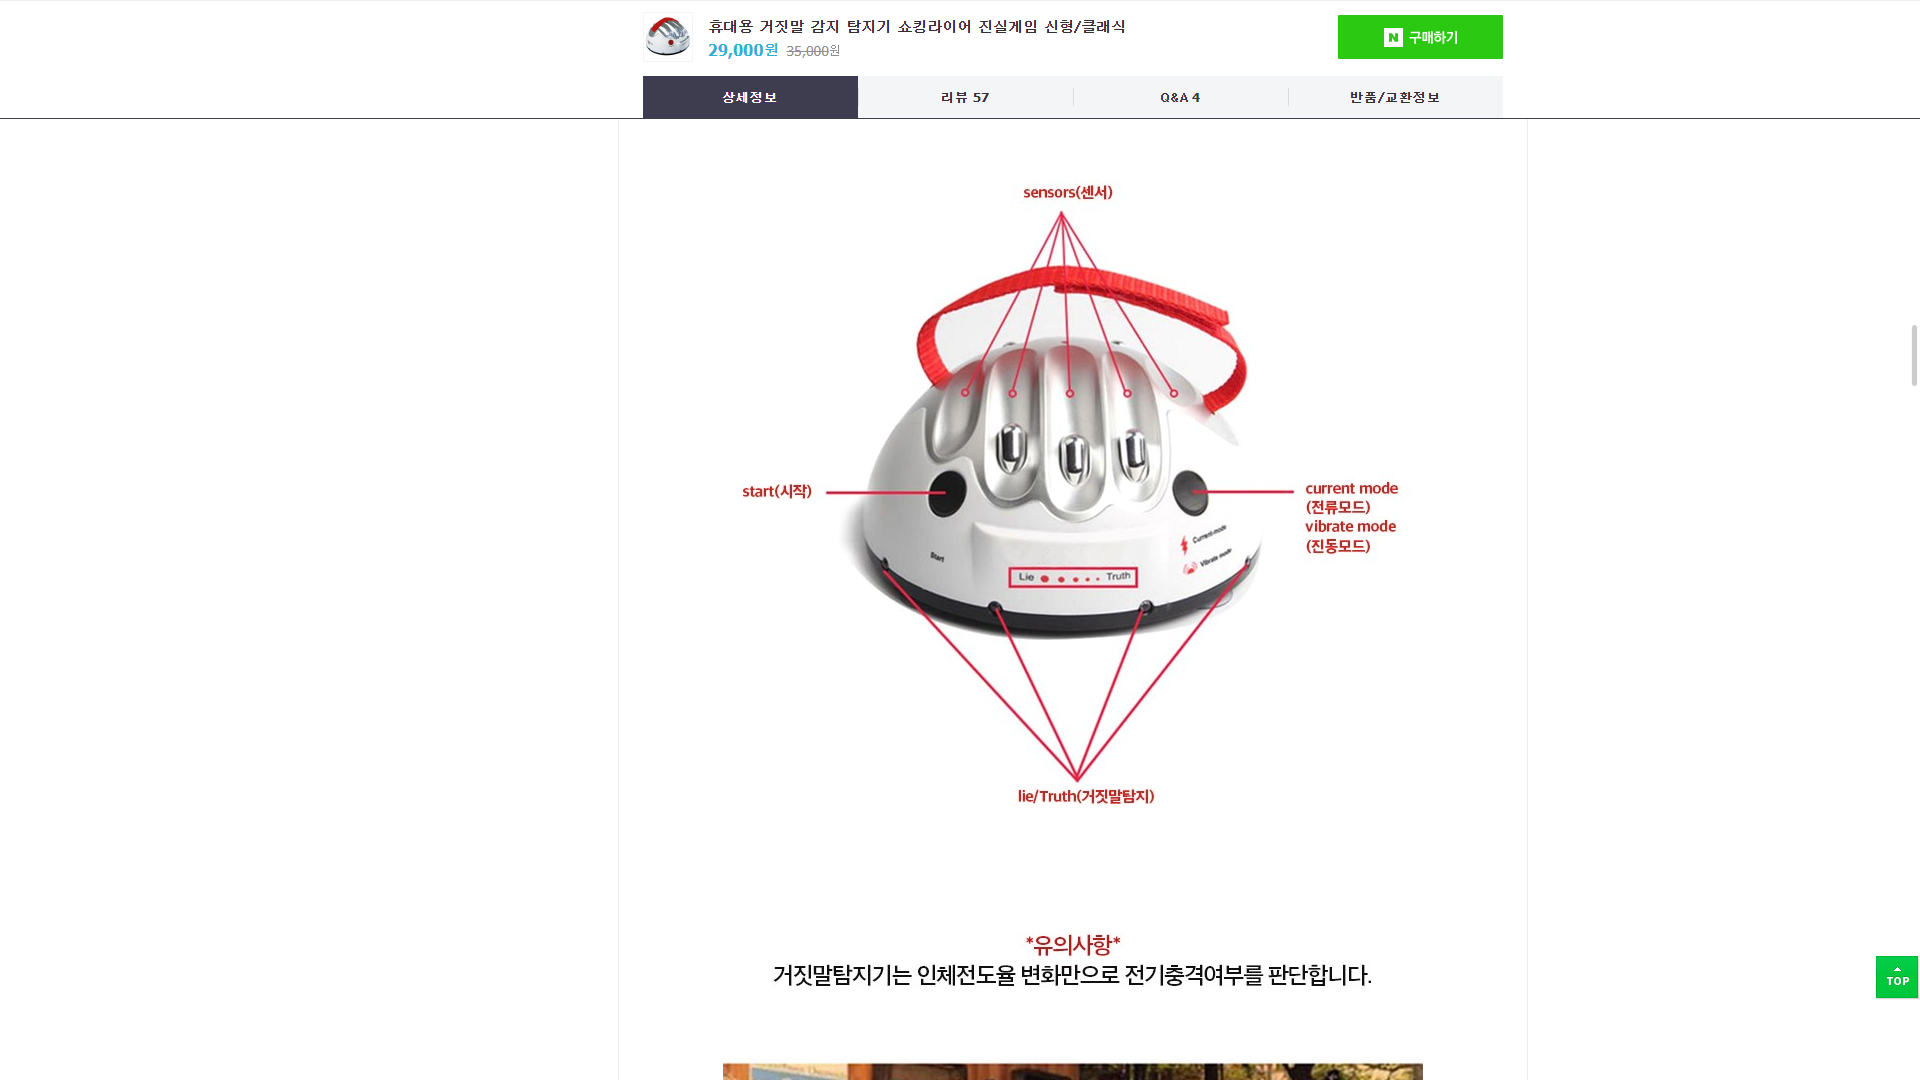 휴대용 거짓말 감지 탐지기 쇼킹라이어 진실게임 신형/클래식
29,000원 35,000원
N 구매하기
상세정보
리뷰 57
Q&A 4
반품/교환정보
sensors(센서)
start(시작)
current mode
(전류모드)
vibrate mode
(진동모드)
Start
Current-mode
Vibrate mode
Lie
Truth
lie/Truth(거짓말탐지)
*유의사항*
거짓말탐지기는 인체전도율 변화만으로 전기충격여부를 판단합니다.
TOP